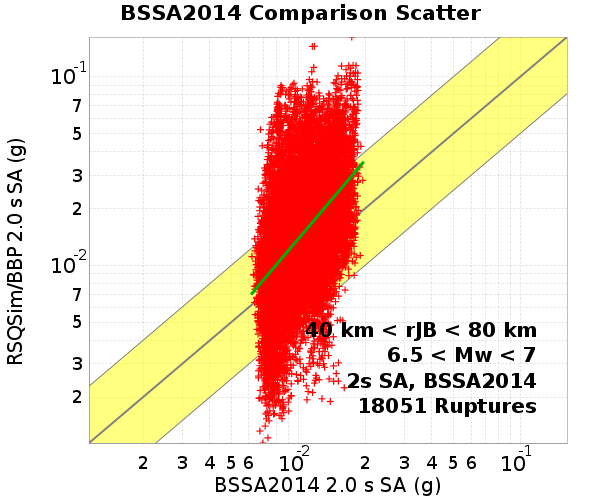 BSSA2014 Comparison Scatter
RSQSim/BBP 2.0 s SA (g)
10-1
7
5
3
2
10-2
7
5
3
2
40 km < rJB < 80 km
6.5 < Mw < 7
2s SA, BSSA2014
18051 Ruptures
2 3 4 5 6 10-2 2 3 4 5 6 10-1
BSSA2014 2.0 s SA (g)